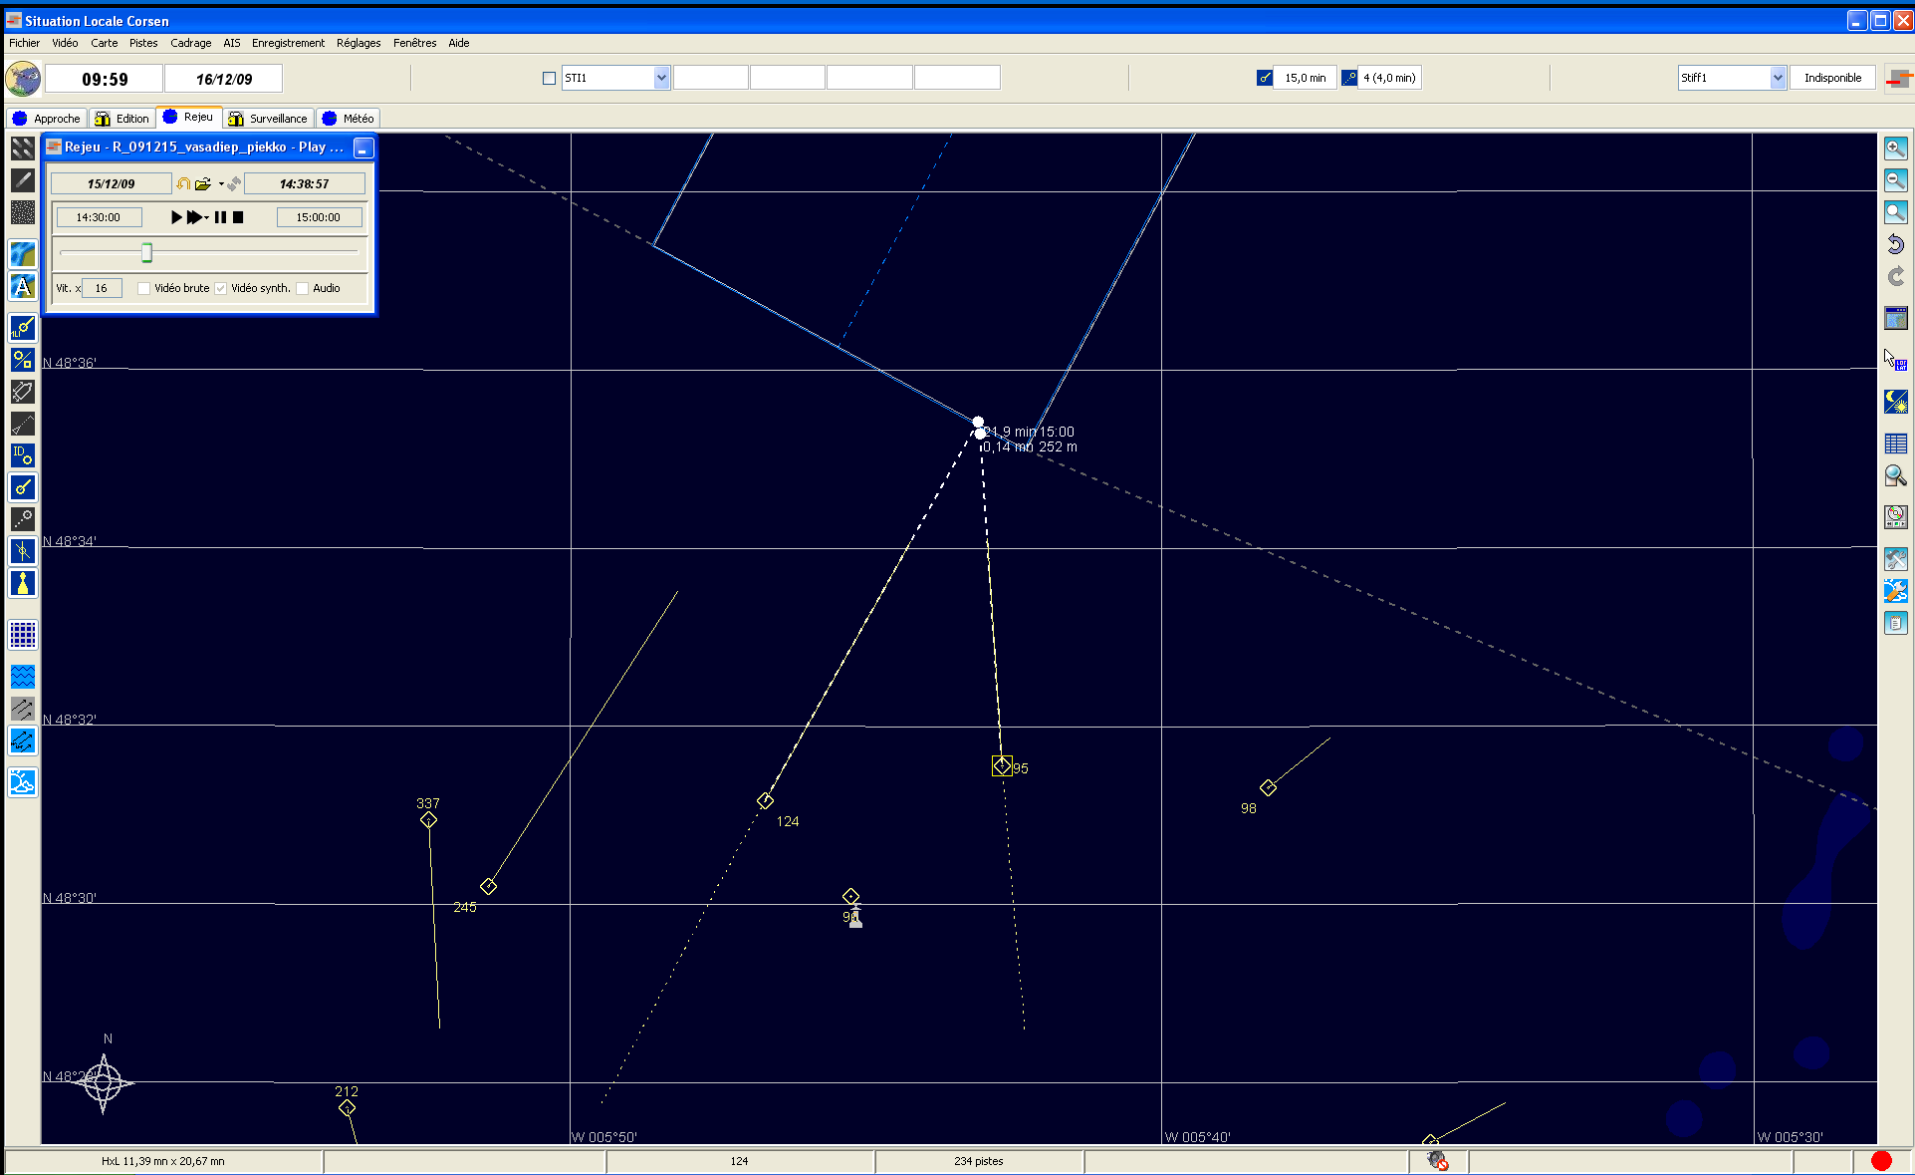 Situation Locale Corsen
Fichier Vidéo Carte Pistes Cadrage AIS Enregistrement Réglages Fenêtres Aide
09:59 16/12/09 STI1 15,0 min 4 (4,0 min) Stiff1 Indisponible
Approche Edition Rejeu Surveillance Météo
Rejeu - R_091215_vasadiep_piekko - Play ...
15/12/09 14:38:57
14:30:00 15:00:00
Vit. x 16 Vidéo brute Vidéo synth. Audio
N 48°36'
21,9 min 15:00
0,14 mn 252 m
N 48°34'
N 48°32'
95
98
337
124
N 48°30'
245
N
212
W 005°50' W 005°40' W 005°30'
HxL 11,39 mn x 20,67 mn 124 234 pistes